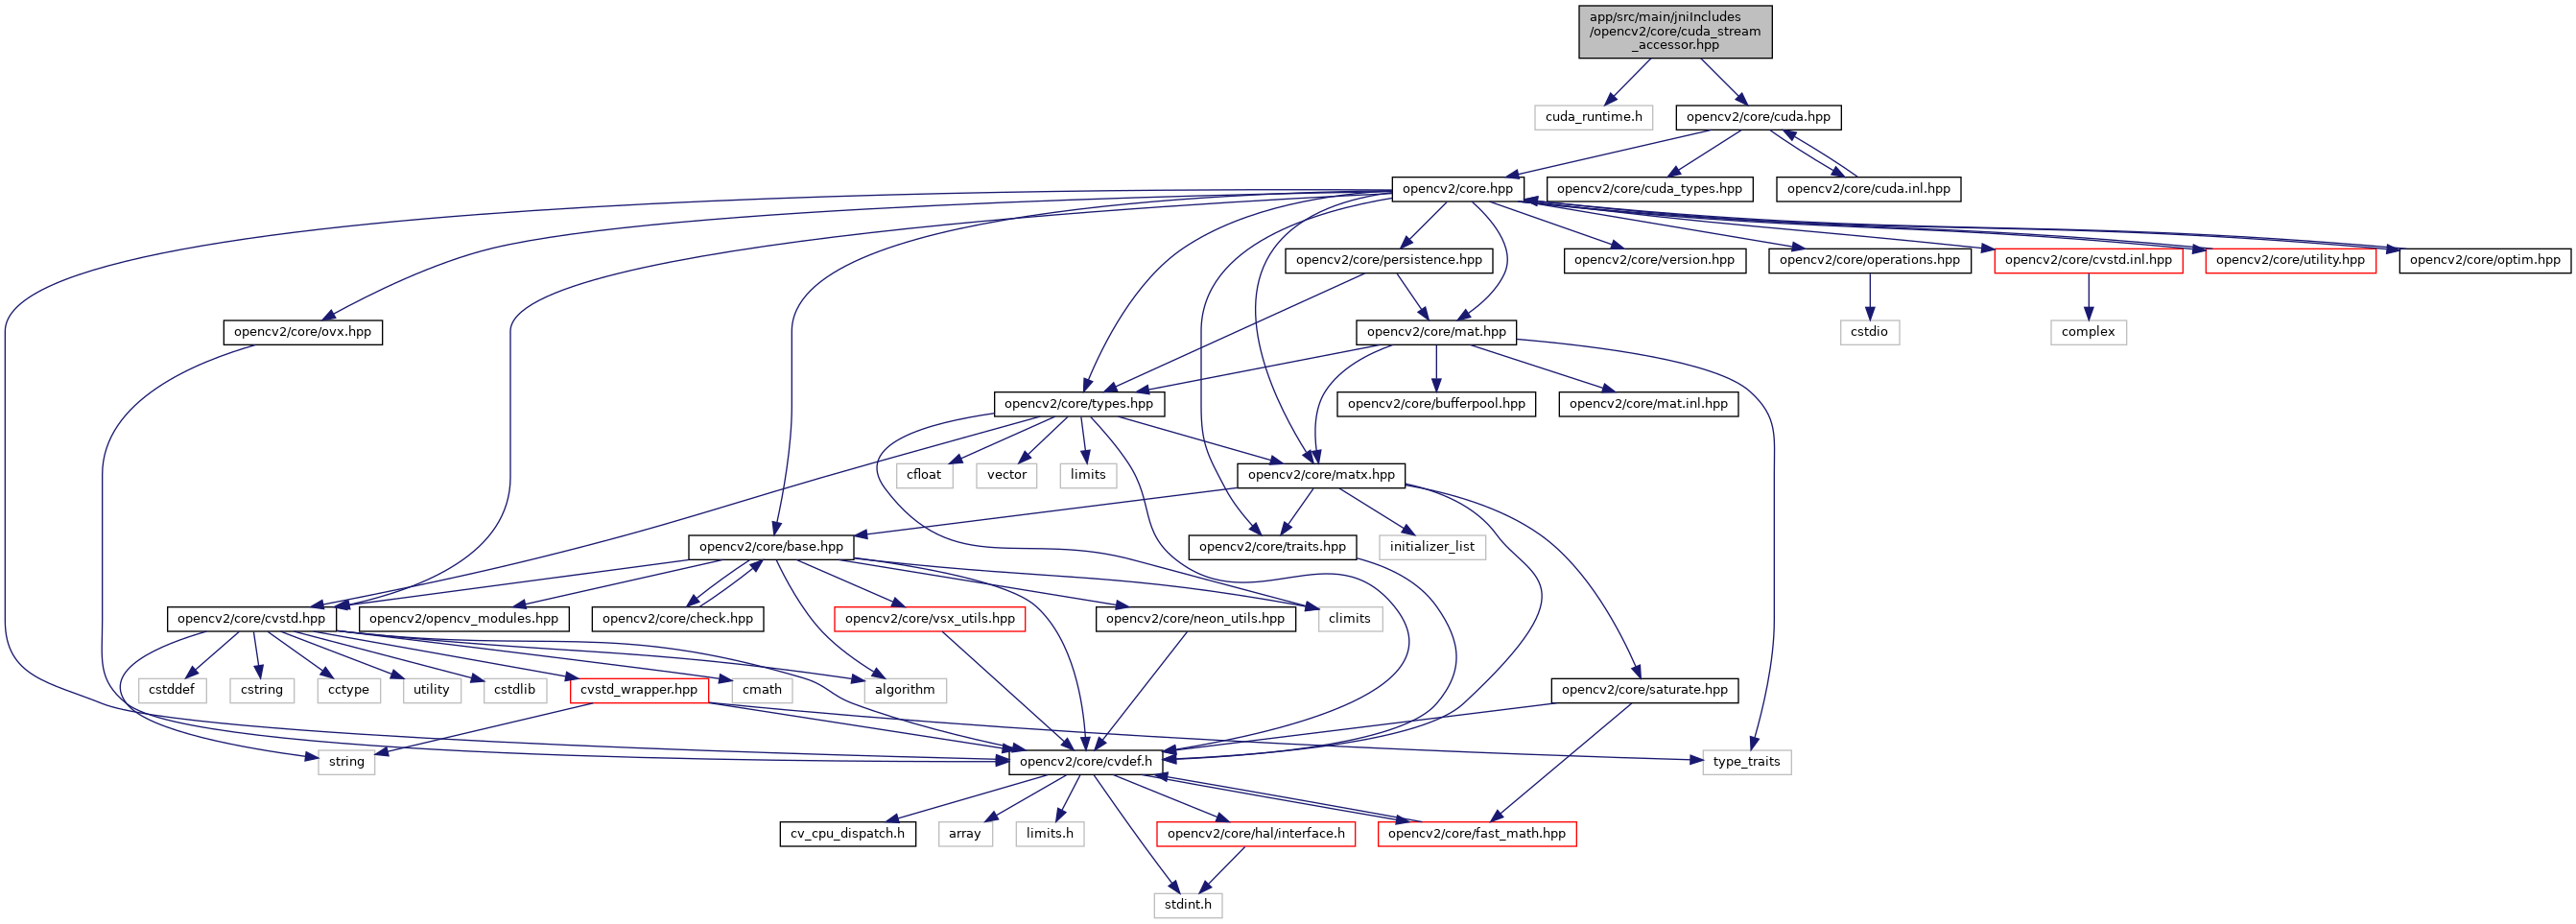 app/src/main/jniIncludes
/opencv2/core/cuda_stream
_accessor.hpp
cuda_runtime.h
opencv2/core/cuda.hpp
opencv2/core.hpp
opencv2/core/cuda_types.hpp
opencv2/core/cuda.inl.hpp
opencv2/core/persistence.hpp
opencv2/core/version.hpp
opencv2/core/operations.hpp
opencv2/core/cvstd.inl.hpp
opencv2/core/utility.hpp
opencv2/core/optim.hpp
opencv2/core/ovx.hpp
opencv2/core/mat.hpp
cstdio
complex
opencv2/core/types.hpp
opencv2/core/bufferpool.hpp
opencv2/core/mat.inl.hpp
cfloat
vector
limits
opencv2/core/matx.hpp
opencv2/core/base.hpp
opencv2/core/traits.hpp
initializer_list
opencv2/core/cvstd.hpp
opencv2/opencv_modules.hpp
opencv2/core/check.hpp
opencv2/core/vsx_utils.hpp
opencv2/core/neon_utils.hpp
climits
cstddef
cstring
cctype
utility
cstdlib
cvstd_wrapper.hpp
cmath
algorithm
opencv2/core/saturate.hpp
string
opencv2/core/cvdef.h
type_traits
cv_cpu_dispatch.h
array
limits.h
opencv2/core/hal/interface.h
opencv2/core/fast_math.hpp
stdint.h